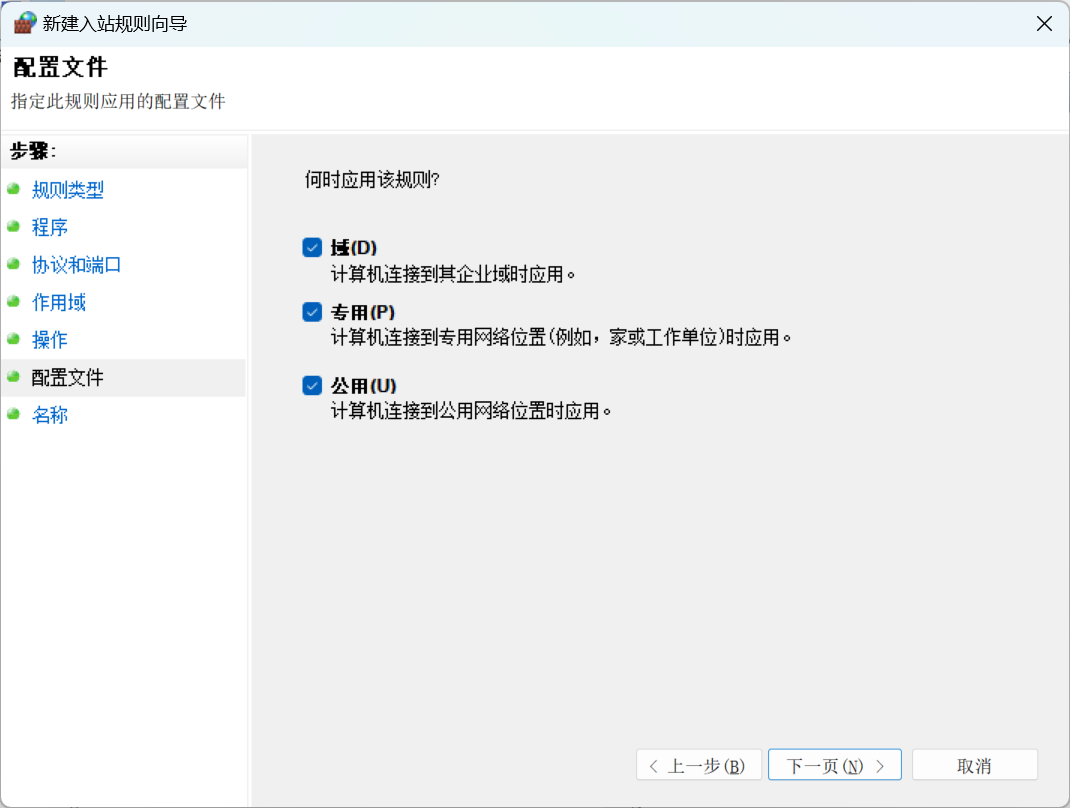 新建入站规则向导
配置文件
指定此规则应用的配置文件
步骤:
规则类型
程序
协议和端口
作用域
操作
配置文件
名称
何时应用该规则?
域(D)
计算机连接到其企业域时应用。
专用(P)
计算机连接到专用网络位置(例如，家或工作单位)时应用。
公用(U)
计算机连接到公用网络位置时应用。
< 上一步(B)
下一页(N) >
取消